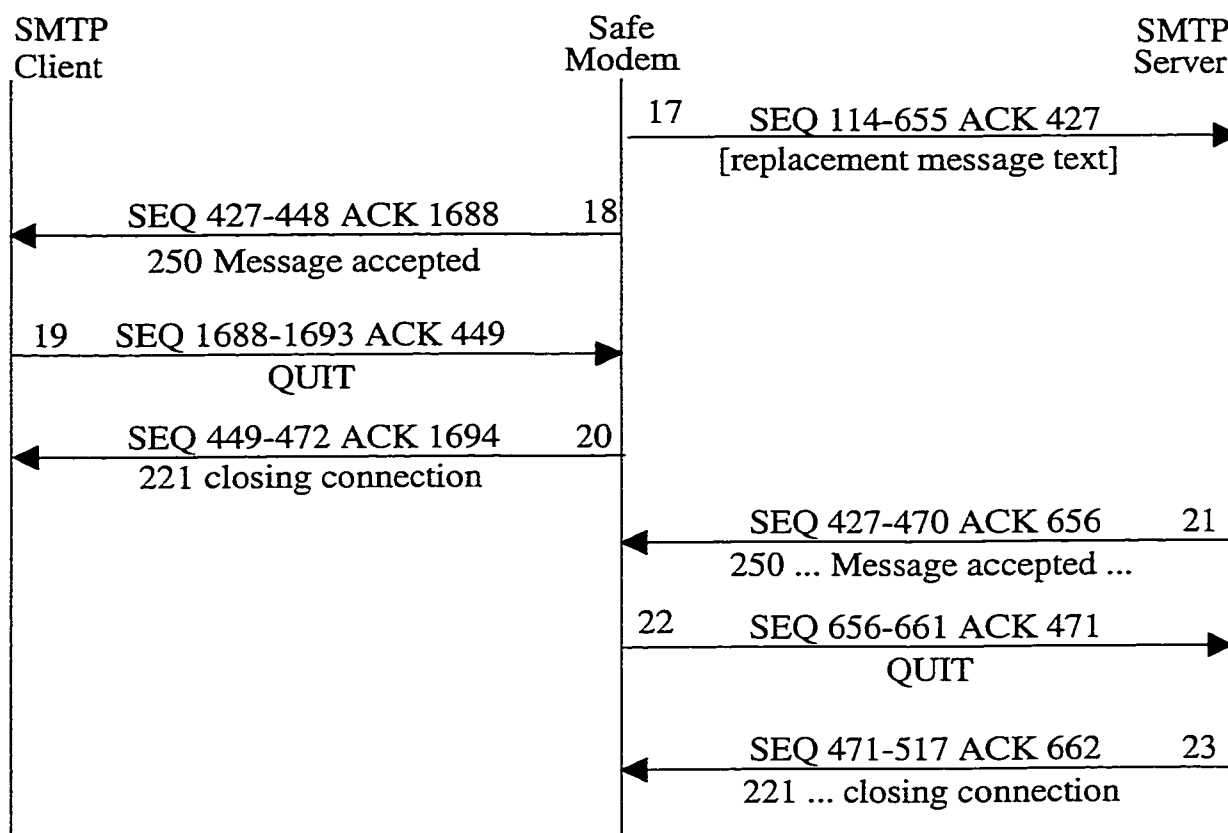 SMTP
Client
Safe
Modem
SMTP
Server
17 SEQ 114-655 ACK 427
[replacement message text]
SEQ 427-448 ACK 1688 18
250 Message accepted
19 SEQ 1688-1693 ACK 449
QUIT
SEQ 449-472 ACK 1694 20
221 closing connection
SEQ 427-470 ACK 656 21
250 ... Message accepted ...
22 SEQ 656-661 ACK 471
QUIT
SEQ 471-517 ACK 662 23
221 ... closing connection